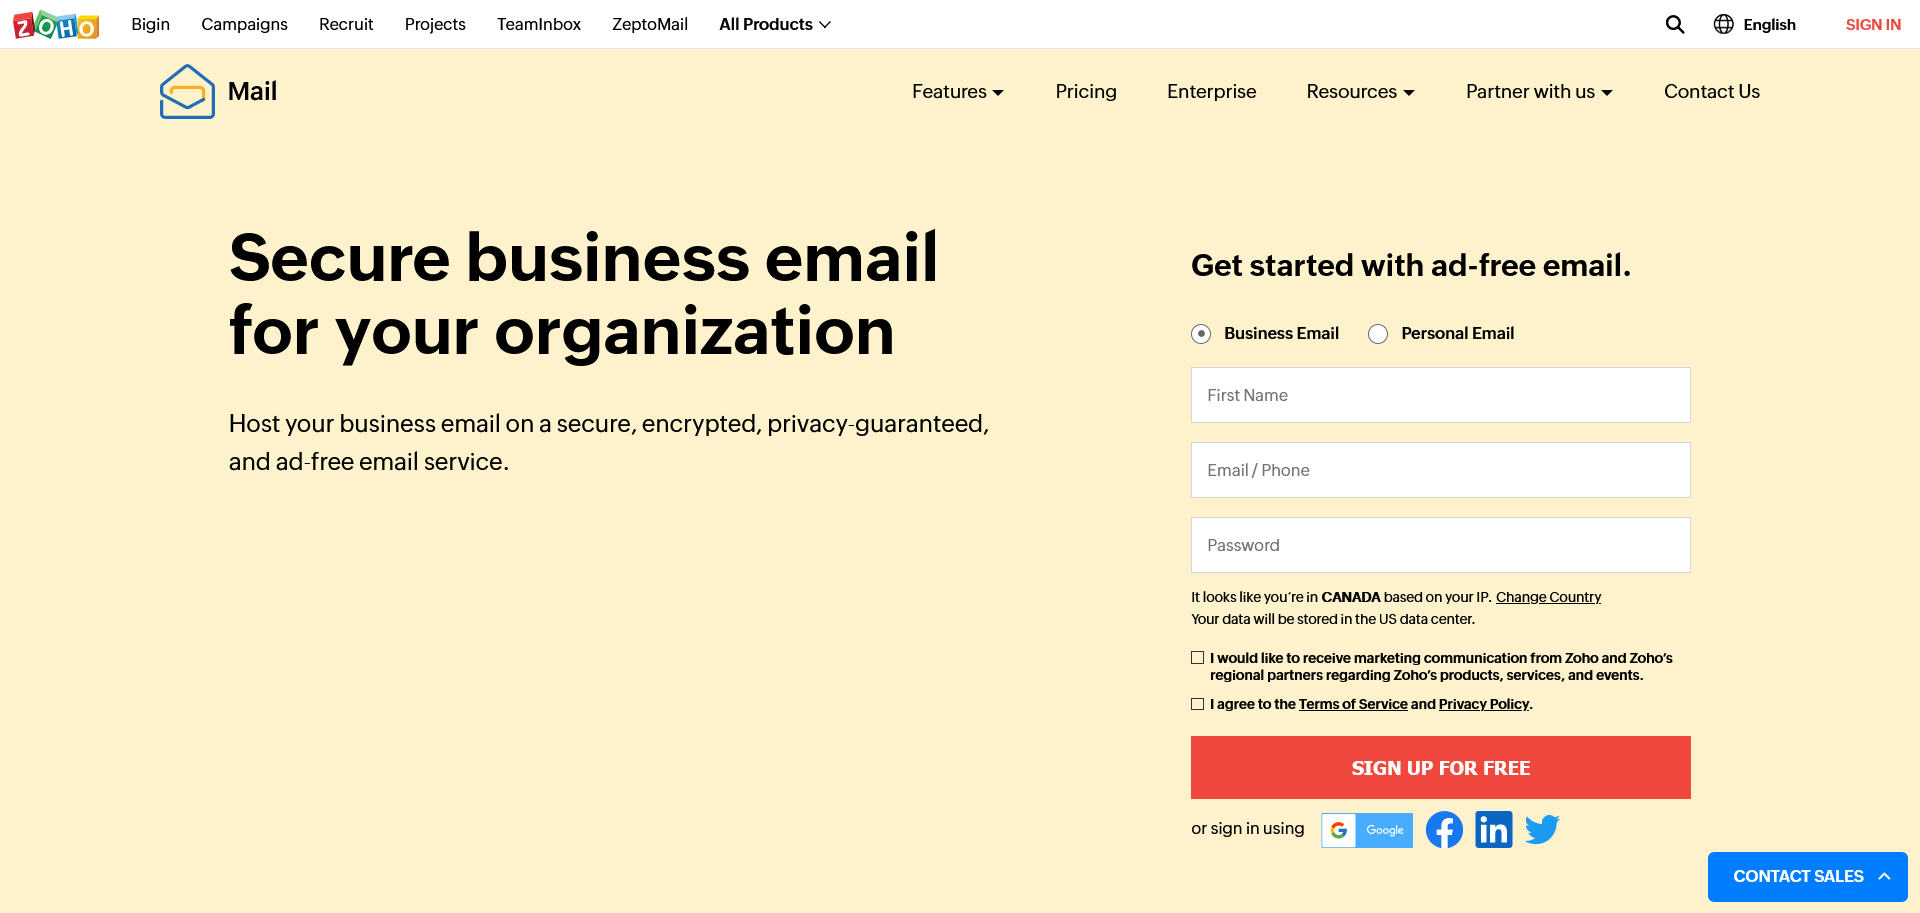 ZOHO Bigin Campaigns Recruit Projects TeamInbox ZeptoMail All Products English SIGN IN
Mail Features Pricing Enterprise Resources Partner with us Contact Us
Secure business email
for your organization
Host your business email on a secure, encrypted, privacy-guaranteed,
and ad-free email service.
Get started with ad-free email.
Business Email Personal Email
First Name
Email / Phone
Password
It looks like you’re in CANADA based on your IP. Change Country
Your data will be stored in the US data center.
I would like to receive marketing communication from Zoho and Zoho’s
regional partners regarding Zoho’s products, services, and events.
I agree to the Terms of Service and Privacy Policy.
SIGN UP FOR FREE
or sign in using G Google f in
CONTACT SALES